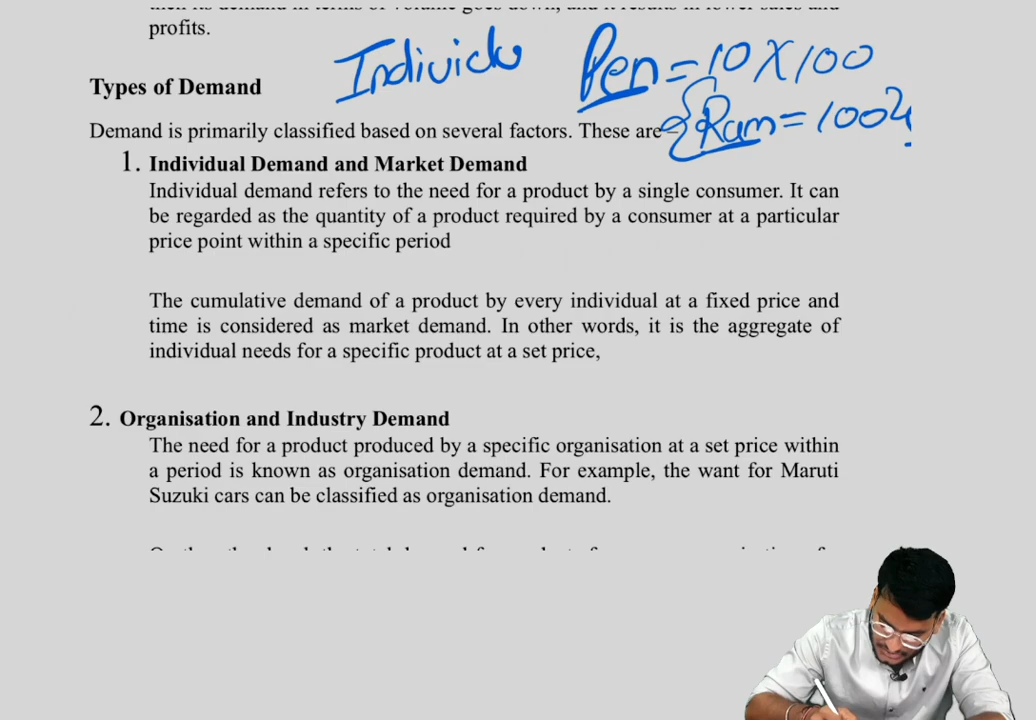 profits.
Individu
Pen = 10 X 100
Types of Demand
Ram = 100
Demand is primarily classified based on several factors. These are –
1. Individual Demand and Market Demand
Individual demand refers to the need for a product by a single consumer. It can
be regarded as the quantity of a product required by a consumer at a particular
price point within a specific period
The cumulative demand of a product by every individual at a fixed price and
time is considered as market demand. In other words, it is the aggregate of
individual needs for a specific product at a set price,
2. Organisation and Industry Demand
The need for a product produced by a specific organisation at a set price within
a period is known as organisation demand. For example, the want for Maruti
Suzuki cars can be classified as organisation demand.